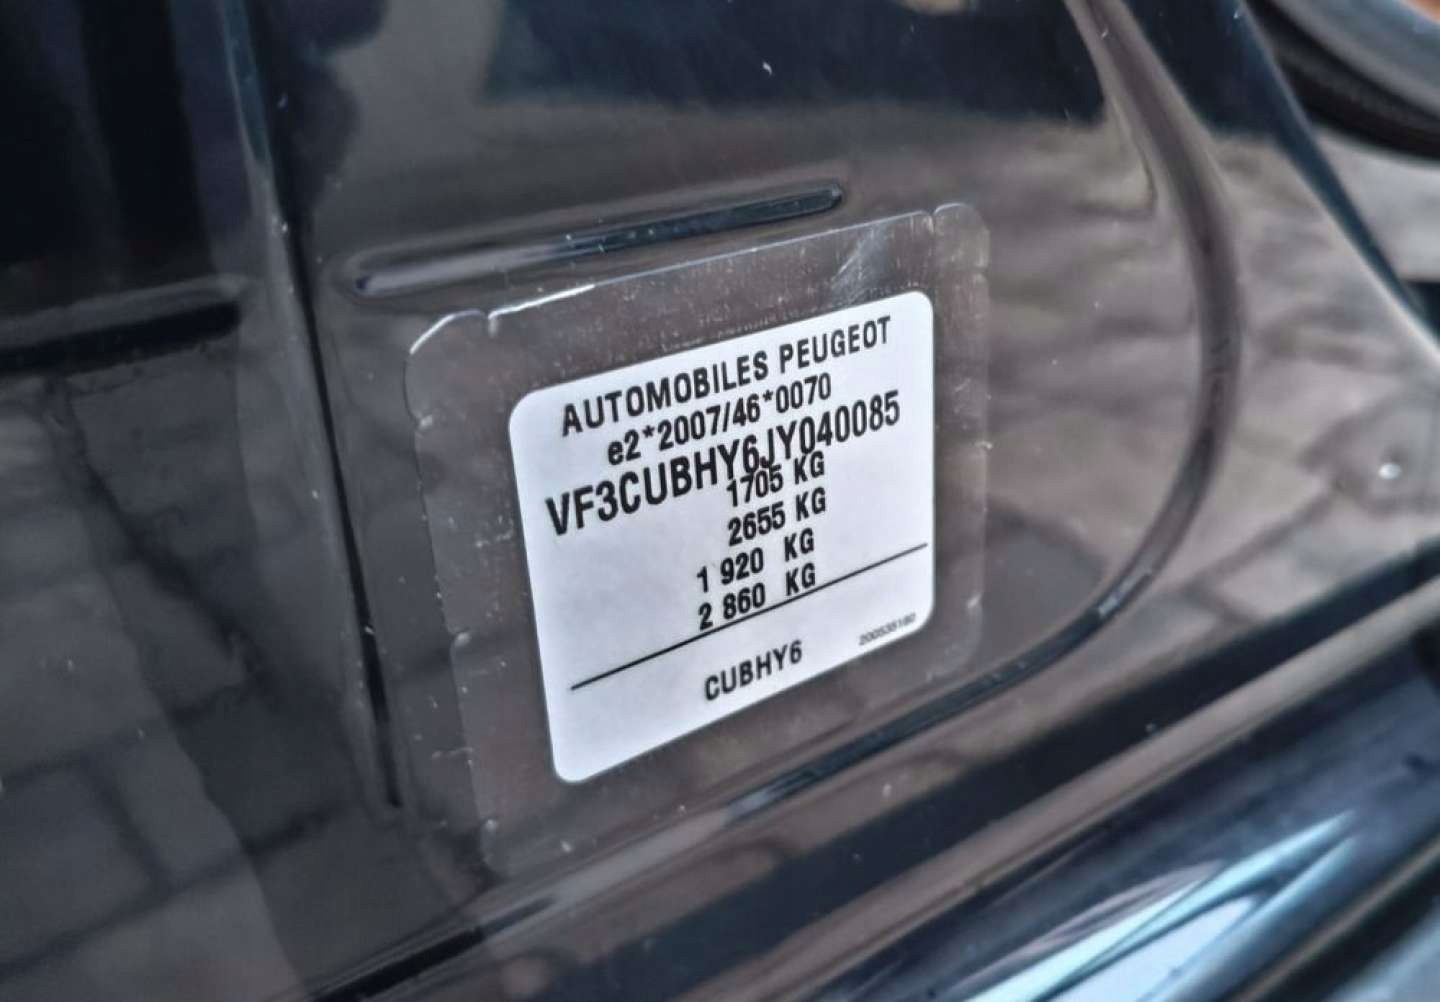 AUTOMOBILES PEUGEOT
e2*2007/46*0070
VF3CUBHY6JY040085
1705 KG
2655 KG
1 920 KG
2 860 KG
CUBHY6